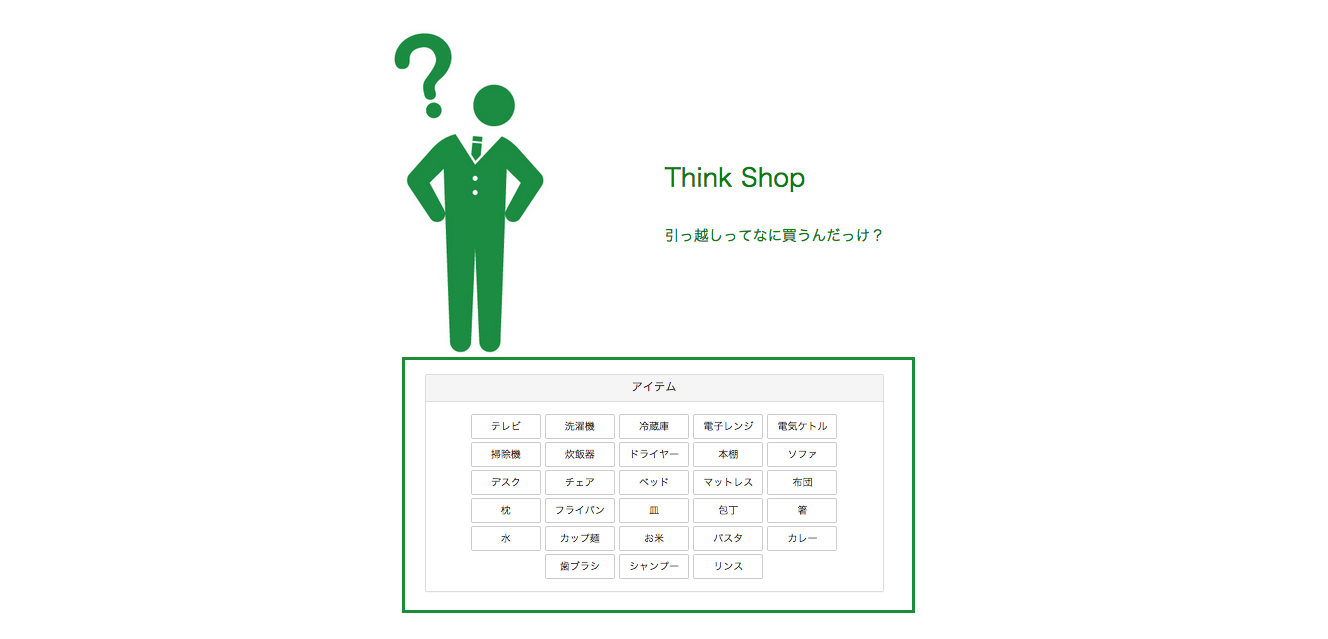 ?
Think Shop
引っ越しってなに買うんだっけ？
アイテム
テレビ 洗濯機 冷蔵庫 電子レンジ 電気ケトル
掃除機 炊飯器 ドライヤー 本棚 ソファ
デスク チェア ベッド マットレス 布団
枕 フライパン 皿 包丁 箸
水 カップ麺 お米 パスタ カレー
歯ブラシ シャンプー リンス